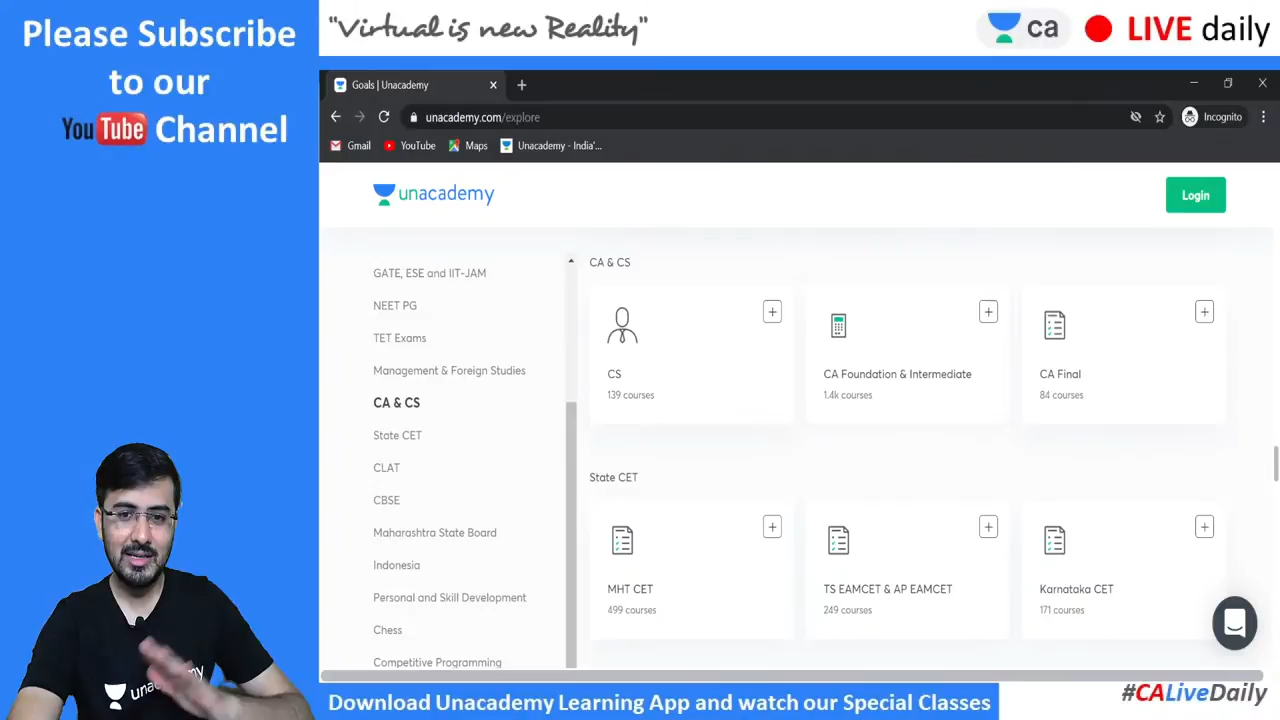 Please Subscribe
to our
YouTube Channel
"Virtual is new Reality"
ca
LIVE daily
Goals | Unacademy
unacademy.com/explore
Incognito
Gmail
YouTube
Maps
Unacademy - India'...
unacademy
Login
GATE, ESE and IIT-JAM
NEET PG
TET Exams
Management & Foreign Studies
CA & CS
State CET
CLAT
CBSE
Maharashtra State Board
Indonesia
Personal and Skill Development
Chess
Competitive Programming
CA & CS
CS
139 courses
CA Foundation & Intermediate
1.4k courses
CA Final
84 courses
State CET
MHT CET
499 courses
TS EAMCET & AP EAMCET
249 courses
Karnataka CET
171 courses
Download Unacademy Learning App and watch our Special Classes
#CALiveDaily